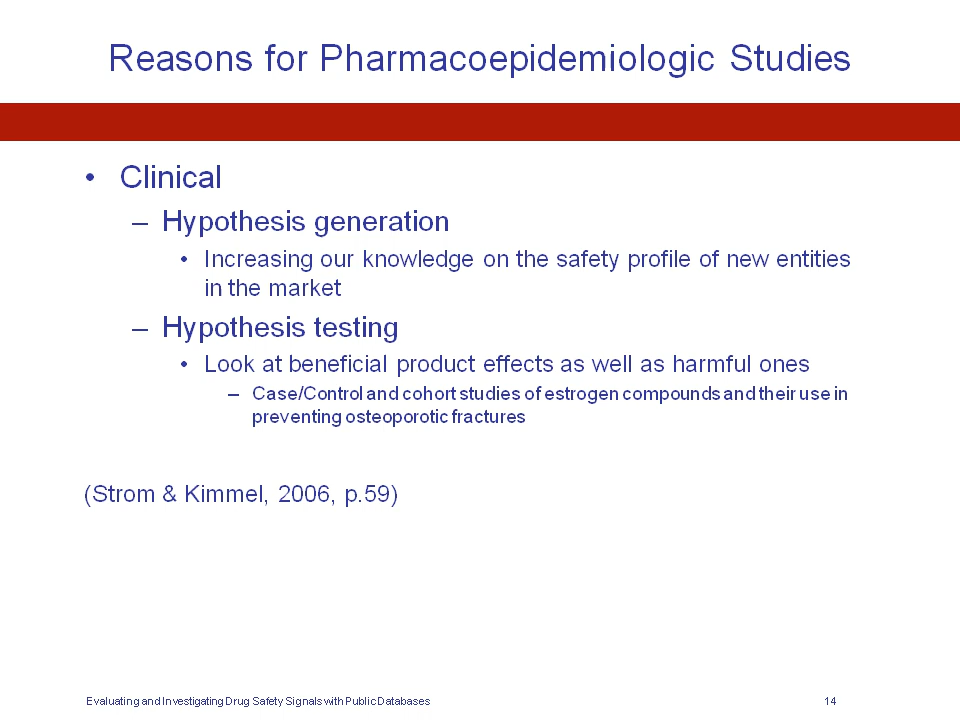 Reasons for Pharmacoepidemiologic Studies
• Clinical
– Hypothesis generation
• Increasing our knowledge on the safety profile of new entities
in the market
– Hypothesis testing
• Look at beneficial product effects as well as harmful ones
– Case/Control and cohort studies of estrogen compounds and their use in
preventing osteoporotic fractures
(Strom & Kimmel, 2006, p.59)
Evaluating and Investigating Drug Safety Signals with Public Databases
14